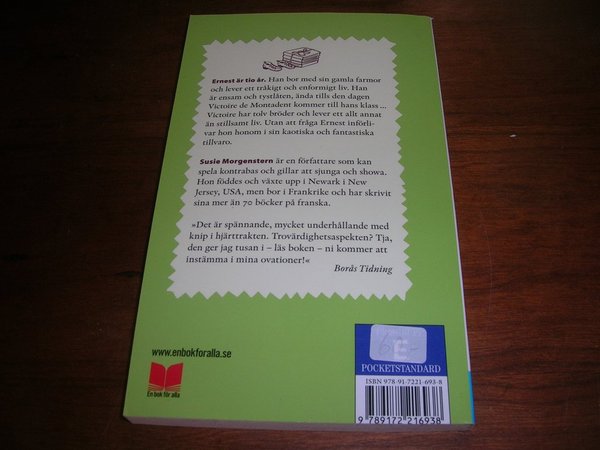 Ernest är tio år. Han bor med sin gamla farmor
och lever ett tråkigt och enformigt liv. Han
är ensam och tystlåten, ända tills den dagen
Victoire de Montadent kommer till hans klass ...
Victoire har tolv bröder och lever ett allt annat
än stillsamt liv. Utan att fråga Ernest införli-
var hon honom i sin kaotiska och fantastiska
tillvaro.
Susie Morgenstern är en författare som kan
spela kontrabas och gillar att sjunga och showa.
Hon föddes och växte upp i Newark i New
Jersey, USA, men bor i Frankrike och har skrivit
sina mer än 70 böcker på franska.
»Det är spännande, mycket underhållande med
knip i hjärttrakten. Trovärdighetsaspekten? Tja,
den ger jag tusan i – läs boken – ni kommer att
instämma i mina ovationer!«
Borås Tidning
www.enbokforalla.se
En bok för alla
E
POCKETSTANDARD
ISBN 978-91-7221-693-8
9 789172 216938